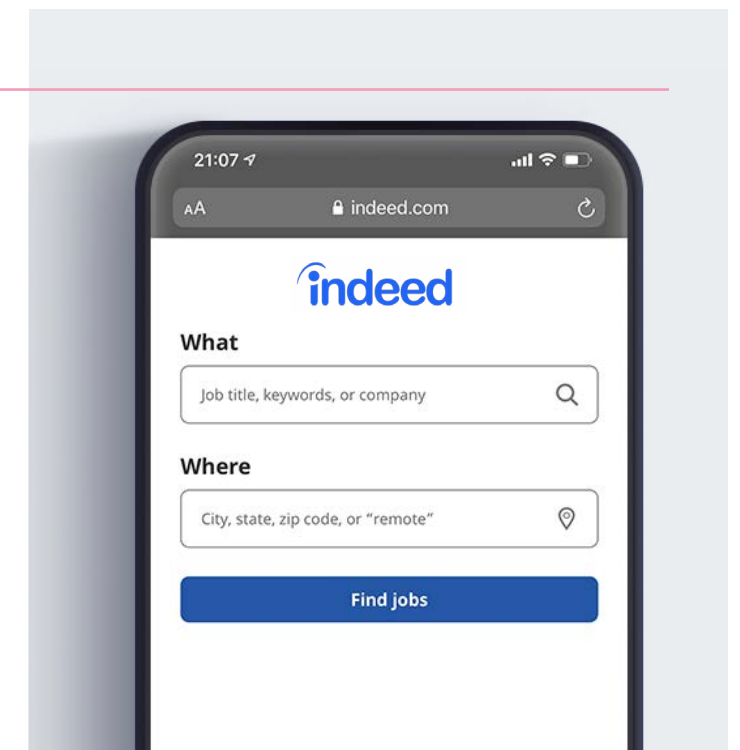 21:07
AA indeed.com
indeed
What
Job title, keywords, or company
Where
City, state, zip code, or “remote”
Find jobs